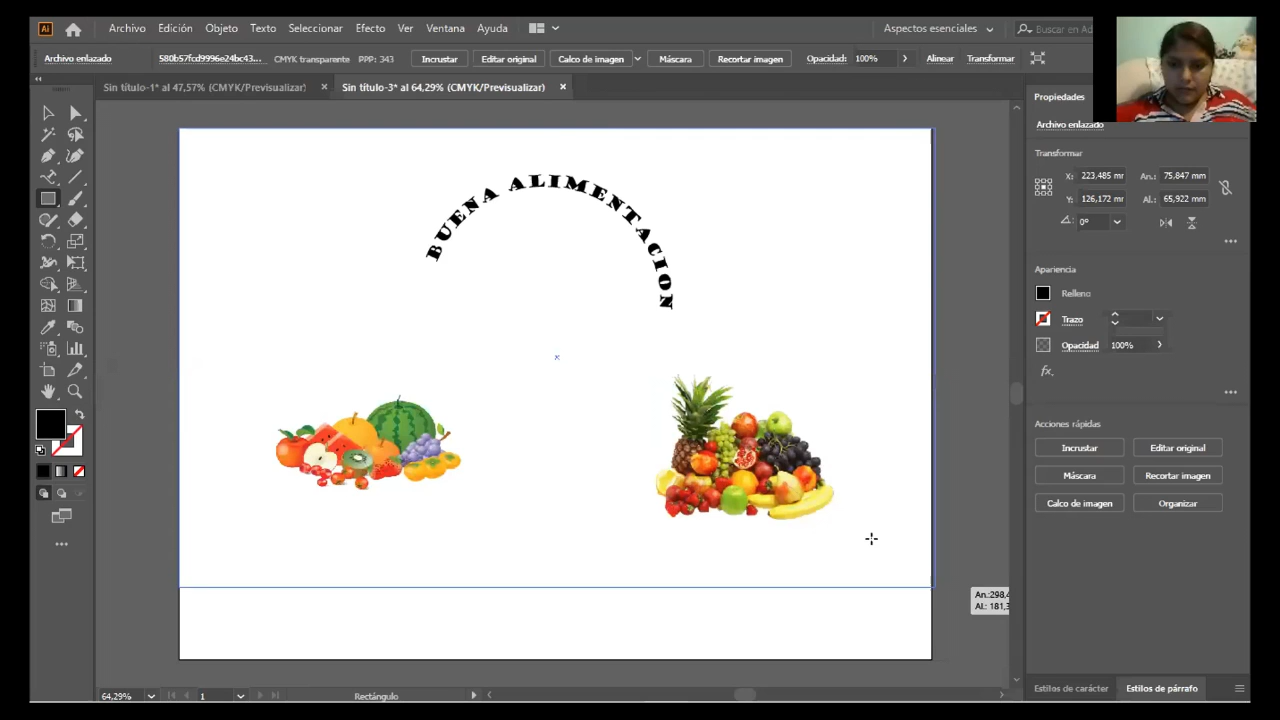 Ai Archivo Edición Objeto Texto Seleccionar Efecto Ver Ventana Ayuda Aspectos esenciales Buscar en Ad
Archivo enlazado 580b57fcd9996e24bc43... CMYK transparente PPP: 343 Incrustar Editar original Calco de imagen Máscara Recortar imagen Opacidad: 100% Alinear Transformar
Sin título-1* al 47,57% (CMYK/Previsualizar) Sin título-3* al 64,29% (CMYK/Previsualizar)
Propiedades
Archivo enlazado
Transformar
X: 223,485 mr An.: 75,847 mm
Y: 126,172 mr Al.: 65,922 mm
0°
Apariencia
Relleno
Trazo
Opacidad 100%
fx.
Acciones rápidas
Incrustar Editar original
Máscara Recortar imagen
Calco de imagen Organizar
BUENA ALIMENTACION
An.:298,4
Al.: 181,3
64,29% 1 Rectángulo
Estilos de carácter Estilos de párrafo